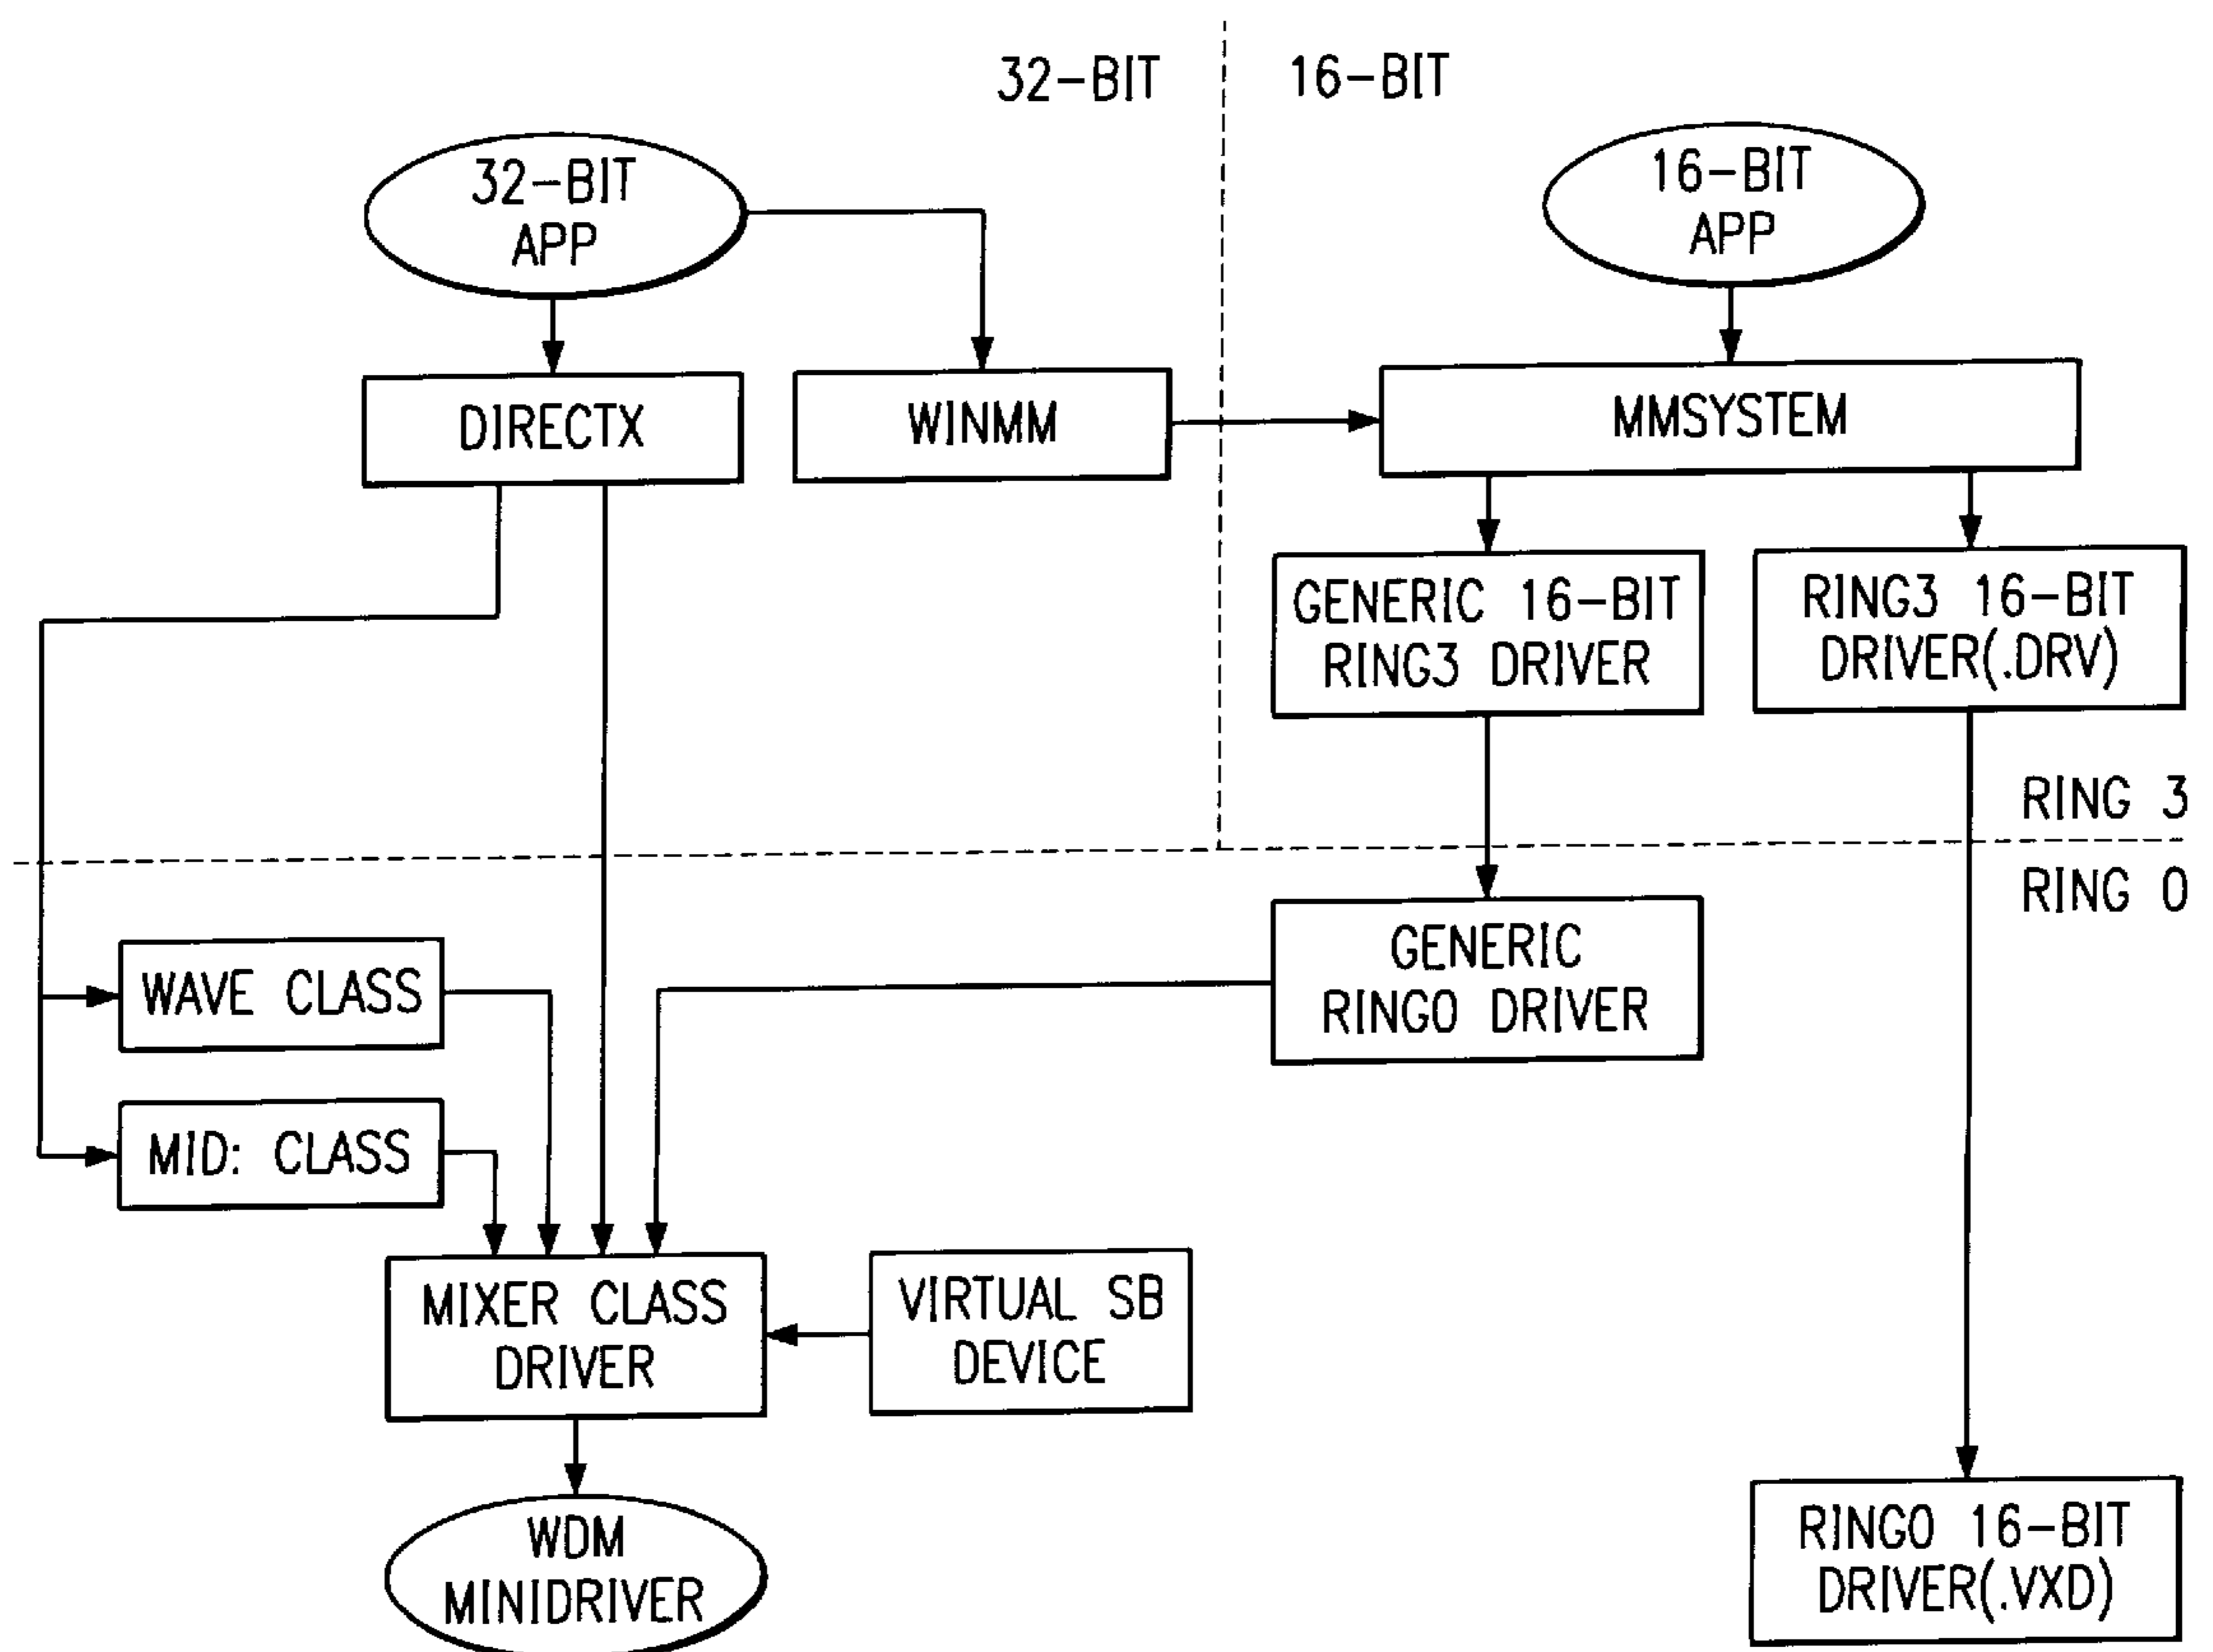 32-BIT
16-BIT
32-BIT
APP
16-BIT
APP
DIRECTX
WINMM
MMSYSTEM
GENERIC 16-BIT
RING3 DRIVER
RING3 16-BIT
DRIVER(.DRV)
RING 3
RING 0
GENERIC
RING0 DRIVER
WAVE CLASS
MID: CLASS
MIXER CLASS
DRIVER
VIRTUAL SB
DEVICE
WDM
MINIDRIVER
RING0 16-BIT
DRIVER(.VXD)